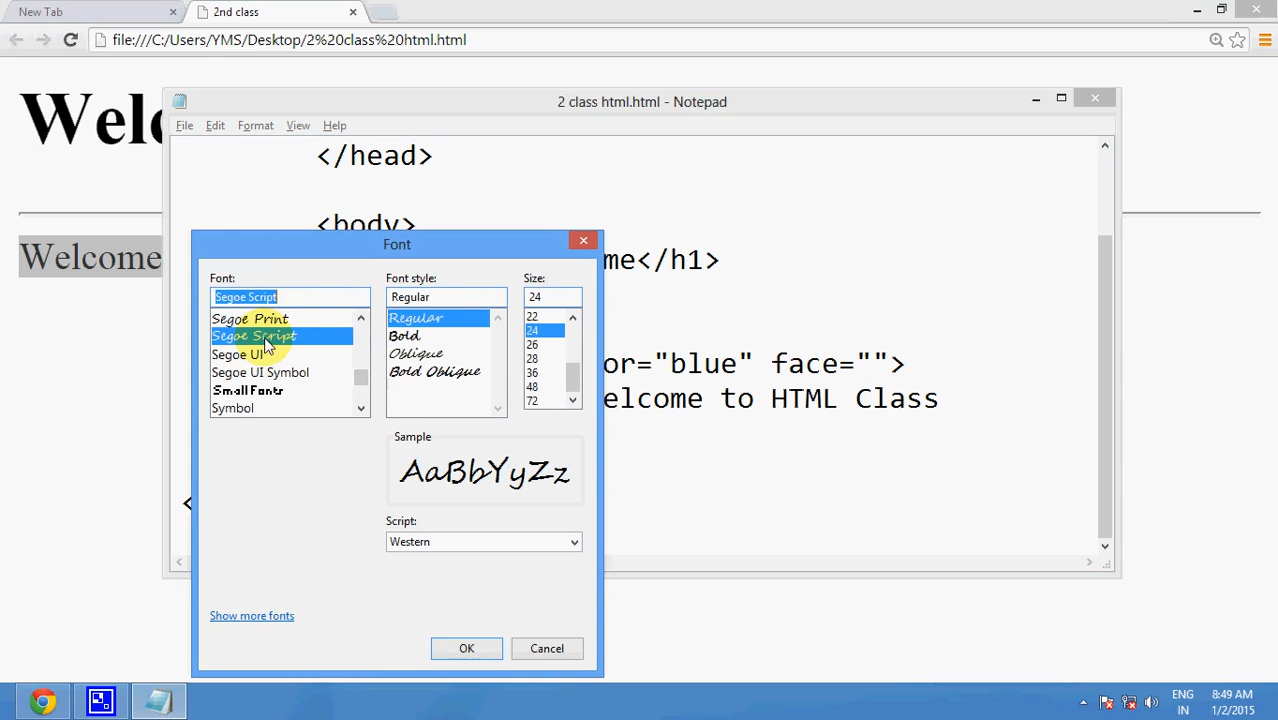 New Tab
2nd class
file:///C:/Users/YMS/Desktop/2%20class%20html.html
Welc
2 class html.html - Notepad
File Edit Format View Help
</head>
<body>
me</h1>
Welcome
or="blue" face="">
elcome to HTML Class
<
Font
Font:
Segoe Script
Segoe Print
Segoe Script
Segoe UI
Segoe UI Symbol
Small Fonts
Symbol
Font style:
Regular
Regular
Bold
Oblique
Bold Oblique
Size:
24
22
24
26
28
36
48
72
Sample
AaBbYyZz
Script:
Western
Show more fonts
OK Cancel
ENG
IN
8:49 AM
1/2/2015